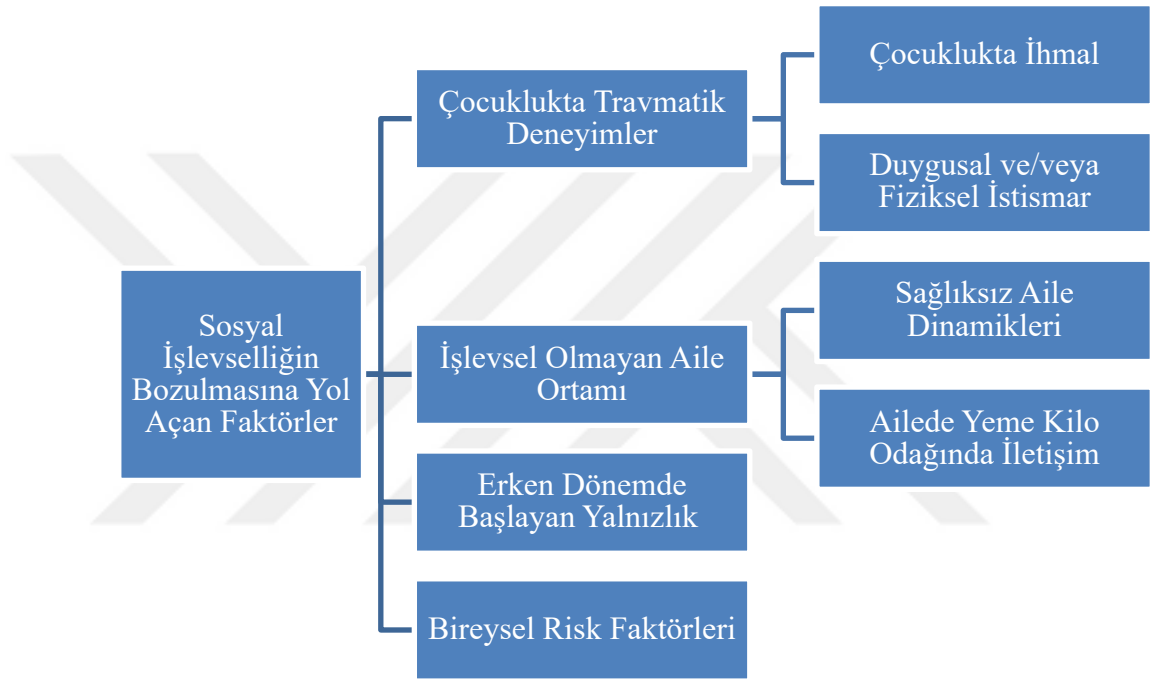 Sosyal
İşlevselliğin
Bozulmasına Yol
Açan Faktörler
Çocuklukta Travmatik
Deneyimler
Çocuklukta İhmal
Duygusal ve/veya
Fiziksel İstismar
İşlevsel Olmayan Aile
Ortamı
Sağlıksız Aile
Dinamikleri
Ailede Yeme Kilo
Odağında İletişim
Erken Dönemde
Başlayan Yalnızlık
Bireysel Risk Faktörleri